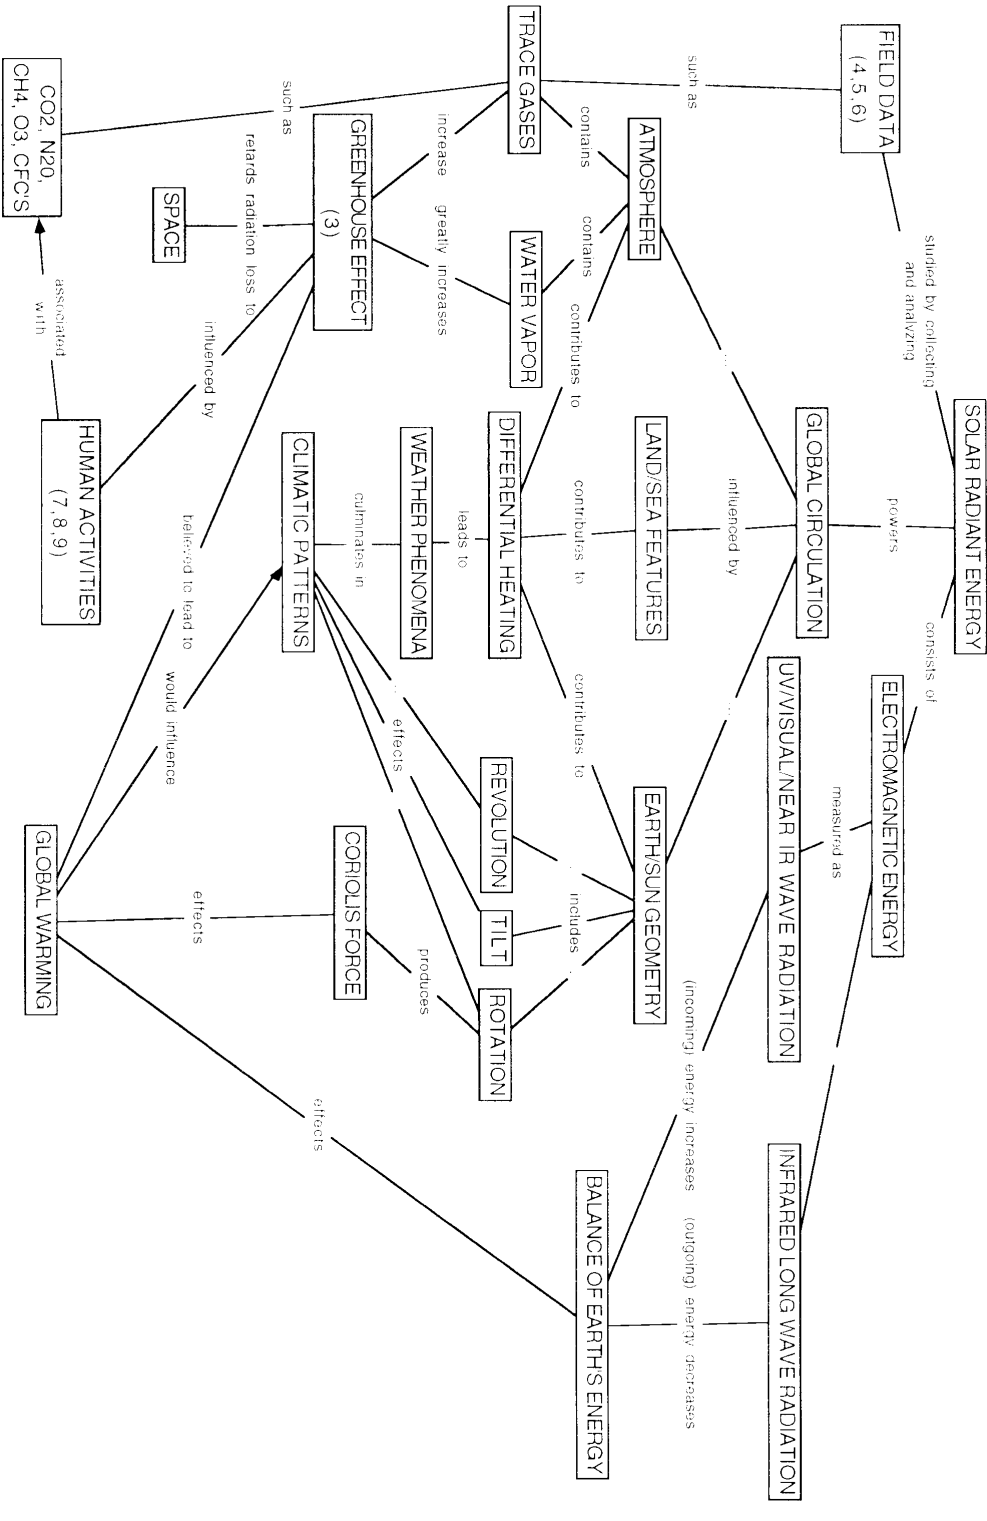 SOLAR RADIANT ENERGY
FIELD DATA
(4,5,6)
studied by collecting
and analyzing
powers
consists of
ELECTROMAGNETIC ENERGY
measured as
GLOBAL CIRCULATION
UV/VISUAL/NEAR IR WAVE RADIATION
INFRARED LONG WAVE RADIATION
such as
influenced by
(incoming) energy increases
(outgoing) energy decreases
ATMOSPHERE
LAND/SEA FEATURES
EARTH/SUN GEOMETRY
BALANCE OF EARTH'S ENERGY
contains
contains
contributes to
contributes to
contributes to
includes
TRACE GASES
WATER VAPOR
DIFFERENTIAL HEATING
REVOLUTION
TILT
ROTATION
increase
greatly increases
leads to
produces
WEATHER PHENOMENA
effects
GREENHOUSE EFFECT
(3)
culminates in
CORIOLIS FORCE
effects
such as
CLIMATIC PATTERNS
retards radiation loss to
influenced by
believed to lead to
would influence
effects
SPACE
CO2, N20,
CH4, O3, CFC'S
associated
with
HUMAN ACTIVITIES
(7,8,9)
GLOBAL WARMING